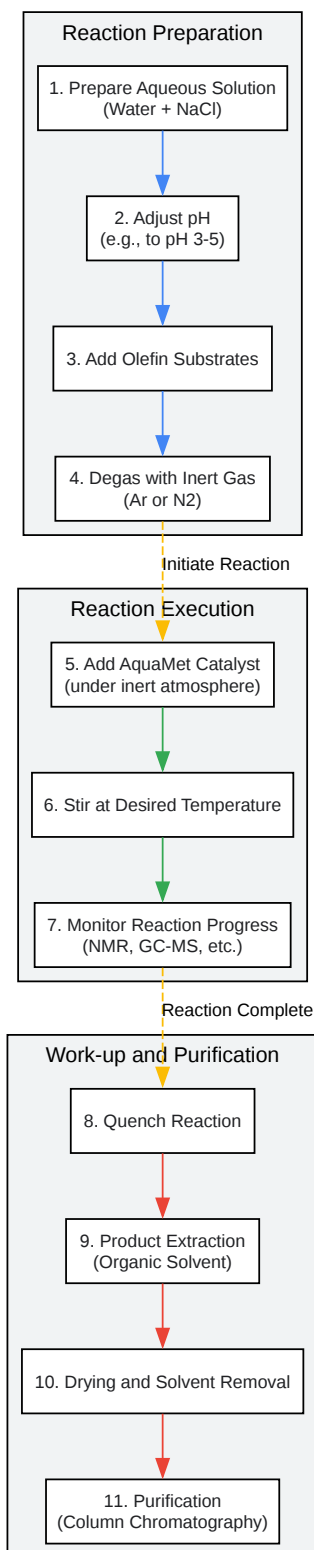 Reaction Preparation
1. Prepare Aqueous Solution
(Water + NaCl)
2. Adjust pH
(e.g., to pH 3-5)
3. Add Olefin Substrates
4. Degas with Inert Gas
(Ar or N2)
Initiate Reaction
Reaction Execution
5. Add AquaMet Catalyst
(under inert atmosphere)
6. Stir at Desired Temperature
7. Monitor Reaction Progress
(NMR, GC-MS, etc.)
Reaction Complete
Work-up and Purification
8. Quench Reaction
9. Product Extraction
(Organic Solvent)
10. Drying and Solvent Removal
11. Purification
(Column Chromatography)